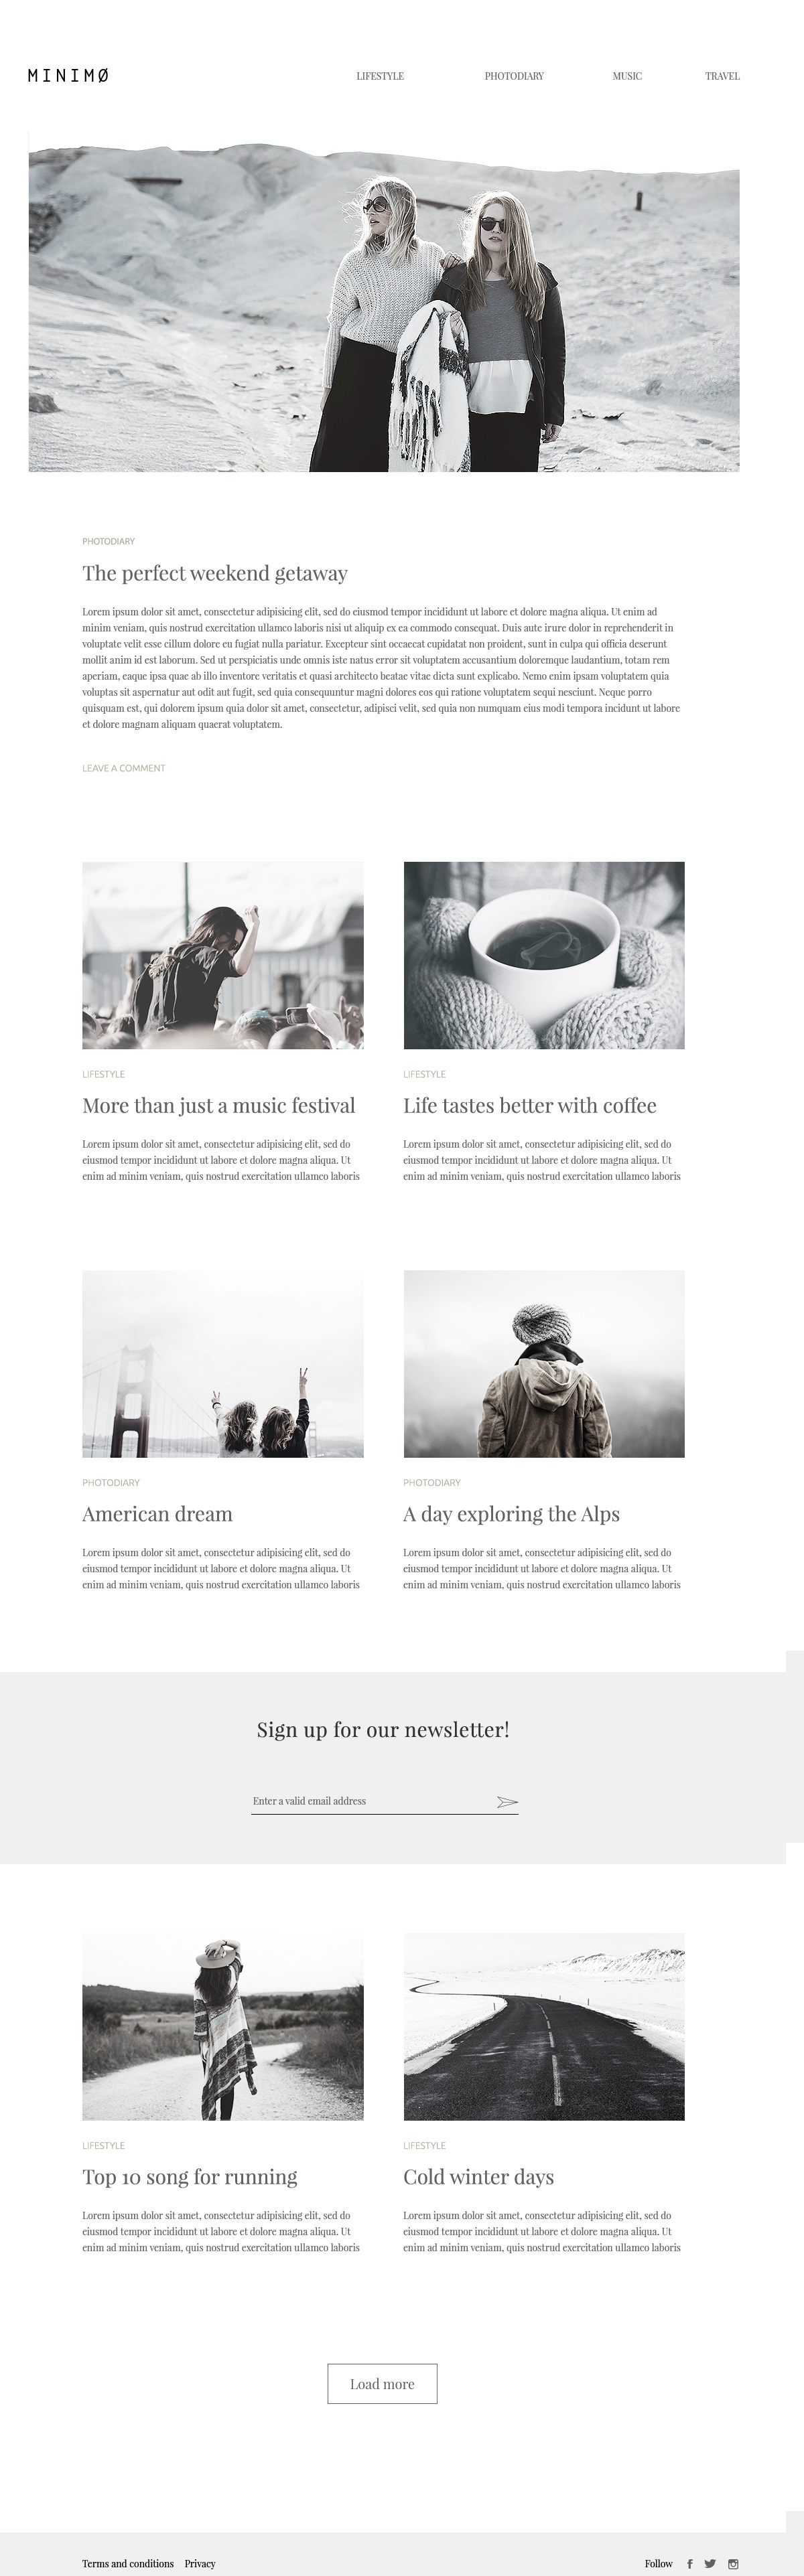 MINIMØ
LIFESTYLE PHOTODIARY MUSIC TRAVEL
PHOTODIARY
The perfect weekend getaway
Lorem ipsum dolor sit amet, consectetur adipisicing elit, sed do eiusmod tempor incididunt ut labore et dolore magna aliqua. Ut enim ad
minim veniam, quis nostrud exercitation ullamco laboris nisi ut aliquip ex ea commodo consequat. Duis aute irure dolor in reprehenderit in
voluptate velit esse cillum dolore eu fugiat nulla pariatur. Excepteur sint occaecat cupidatat non proident, sunt in culpa qui officia deserunt
mollit anim id est laborum. Sed ut perspiciatis unde omnis iste natus error sit voluptatem accusantium doloremque laudantium, totam rem
aperiam, eaque ipsa quae ab illo inventore veritatis et quasi architecto beatae vitae dicta sunt explicabo. Nemo enim ipsam voluptatem quia
voluptas sit aspernatur aut odit aut fugit, sed quia consequuntur magni dolores eos qui ratione voluptatem sequi nesciunt. Neque porro
quisquam est, qui dolorem ipsum quia dolor sit amet, consectetur, adipisci velit, sed quia non numquam eius modi tempora incidunt ut labore
et dolore magnam aliquam quaerat voluptatem.
LEAVE A COMMENT
LIFESTYLE
More than just a music festival
Lorem ipsum dolor sit amet, consectetur adipisicing elit, sed do
eiusmod tempor incididunt ut labore et dolore magna aliqua. Ut
enim ad minim veniam, quis nostrud exercitation ullamco laboris
LIFESTYLE
Life tastes better with coffee
Lorem ipsum dolor sit amet, consectetur adipisicing elit, sed do
eiusmod tempor incididunt ut labore et dolore magna aliqua. Ut
enim ad minim veniam, quis nostrud exercitation ullamco laboris
PHOTODIARY
American dream
Lorem ipsum dolor sit amet, consectetur adipisicing elit, sed do
eiusmod tempor incididunt ut labore et dolore magna aliqua. Ut
enim ad minim veniam, quis nostrud exercitation ullamco laboris
PHOTODIARY
A day exploring the Alps
Lorem ipsum dolor sit amet, consectetur adipisicing elit, sed do
eiusmod tempor incididunt ut labore et dolore magna aliqua. Ut
enim ad minim veniam, quis nostrud exercitation ullamco laboris
Sign up for our newsletter!
Enter a valid email address
LIFESTYLE
Top 10 song for running
Lorem ipsum dolor sit amet, consectetur adipisicing elit, sed do
eiusmod tempor incididunt ut labore et dolore magna aliqua. Ut
enim ad minim veniam, quis nostrud exercitation ullamco laboris
LIFESTYLE
Cold winter days
Lorem ipsum dolor sit amet, consectetur adipisicing elit, sed do
eiusmod tempor incididunt ut labore et dolore magna aliqua. Ut
enim ad minim veniam, quis nostrud exercitation ullamco laboris
Load more
Terms and conditions Privacy Follow